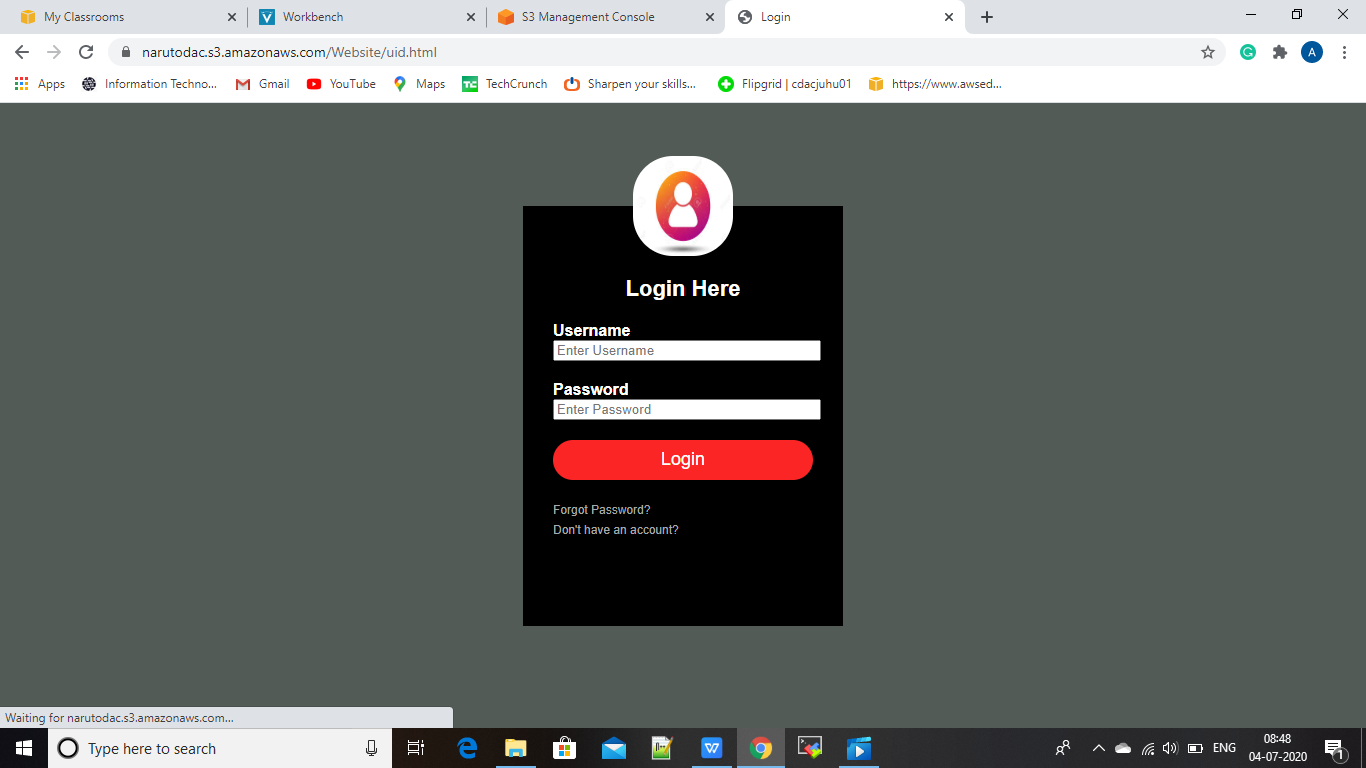 My Classrooms
Workbench
S3 Management Console
Login
narutodac.s3.amazonaws.com/Website/uid.html
A
Apps
Information Techno...
Gmail
YouTube
Maps
TC
TechCrunch
Sharpen your skills...
Flipgrid | cdacjuhu01
https://www.awsed...
Login Here
Username
Enter Username
Password
Enter Password
Login
Forgot Password?
Don't have an account?
Waiting for narutodac.s3.amazonaws.com...
Type here to search
ENG
08:48
04-07-2020
1